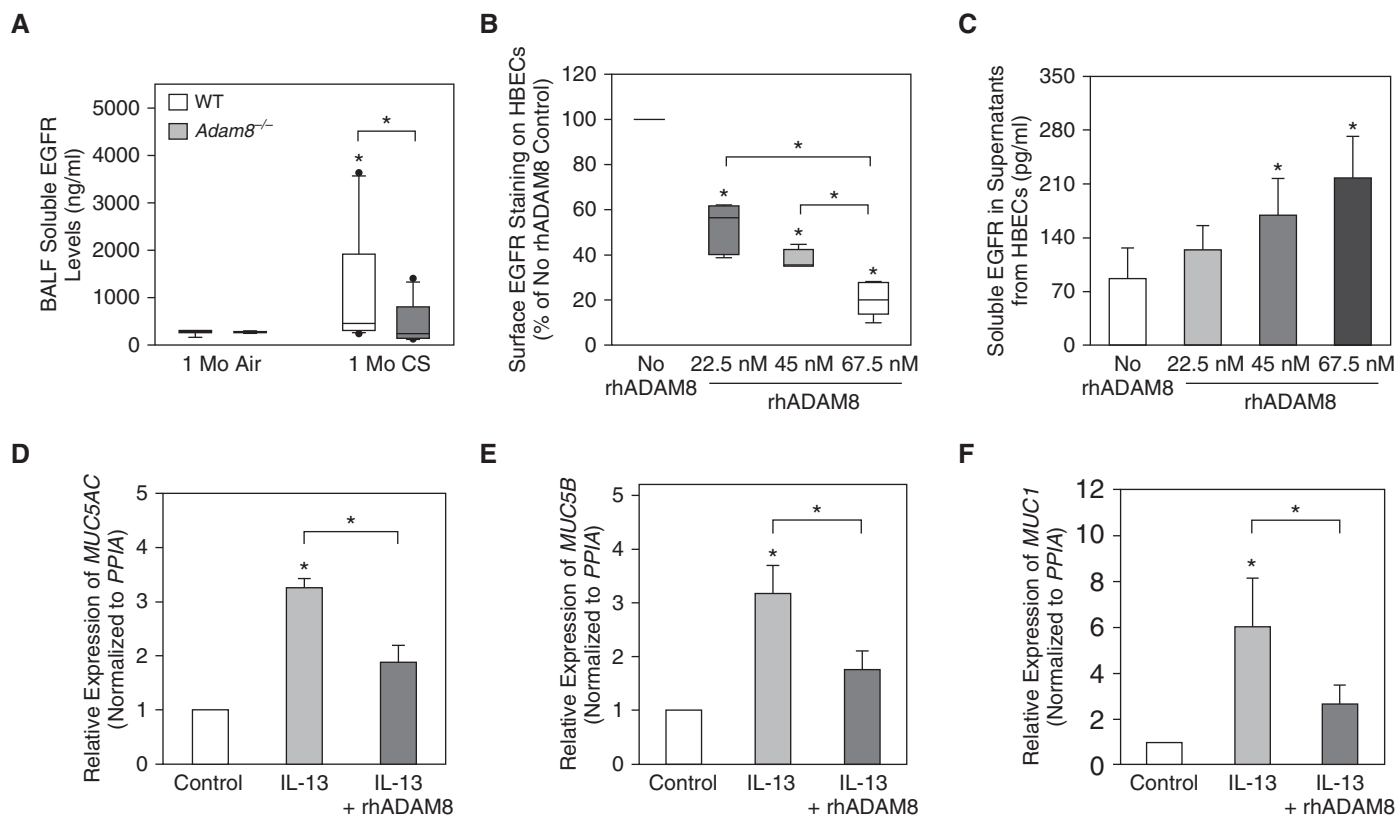 A
BALF Soluble EGFR
Levels (ng/ml)
5000
4000
3000
2000
1000
0
WT
Adam8–/–
*
*
1 Mo Air
1 Mo CS
B
Surface EGFR Staining on HBECs
(% of No rhADAM8 Control)
120
100
80
60
40
20
0
*
*
*
*
*
No
rhADAM8
22.5 nM
45 nM
67.5 nM
rhADAM8
C
Soluble EGFR in Supernatants
from HBECs (pg/ml)
350
280
210
140
70
0
*
*
No
rhADAM8
22.5 nM
45 nM
67.5 nM
rhADAM8
D
Relative Expression of MUC5AC
(Normalized to PPIA)
5
4
3
2
1
0
*
*
Control
IL-13
IL-13
+ rhADAM8
E
Relative Expression of MUC5B
(Normalized to PPIA)
5
4
3
2
1
0
*
*
Control
IL-13
IL-13
+ rhADAM8
F
Relative Expression of MUC1
(Normalized to PPIA)
12
10
8
6
4
2
0
*
*
Control
IL-13
IL-13
+ rhADAM8